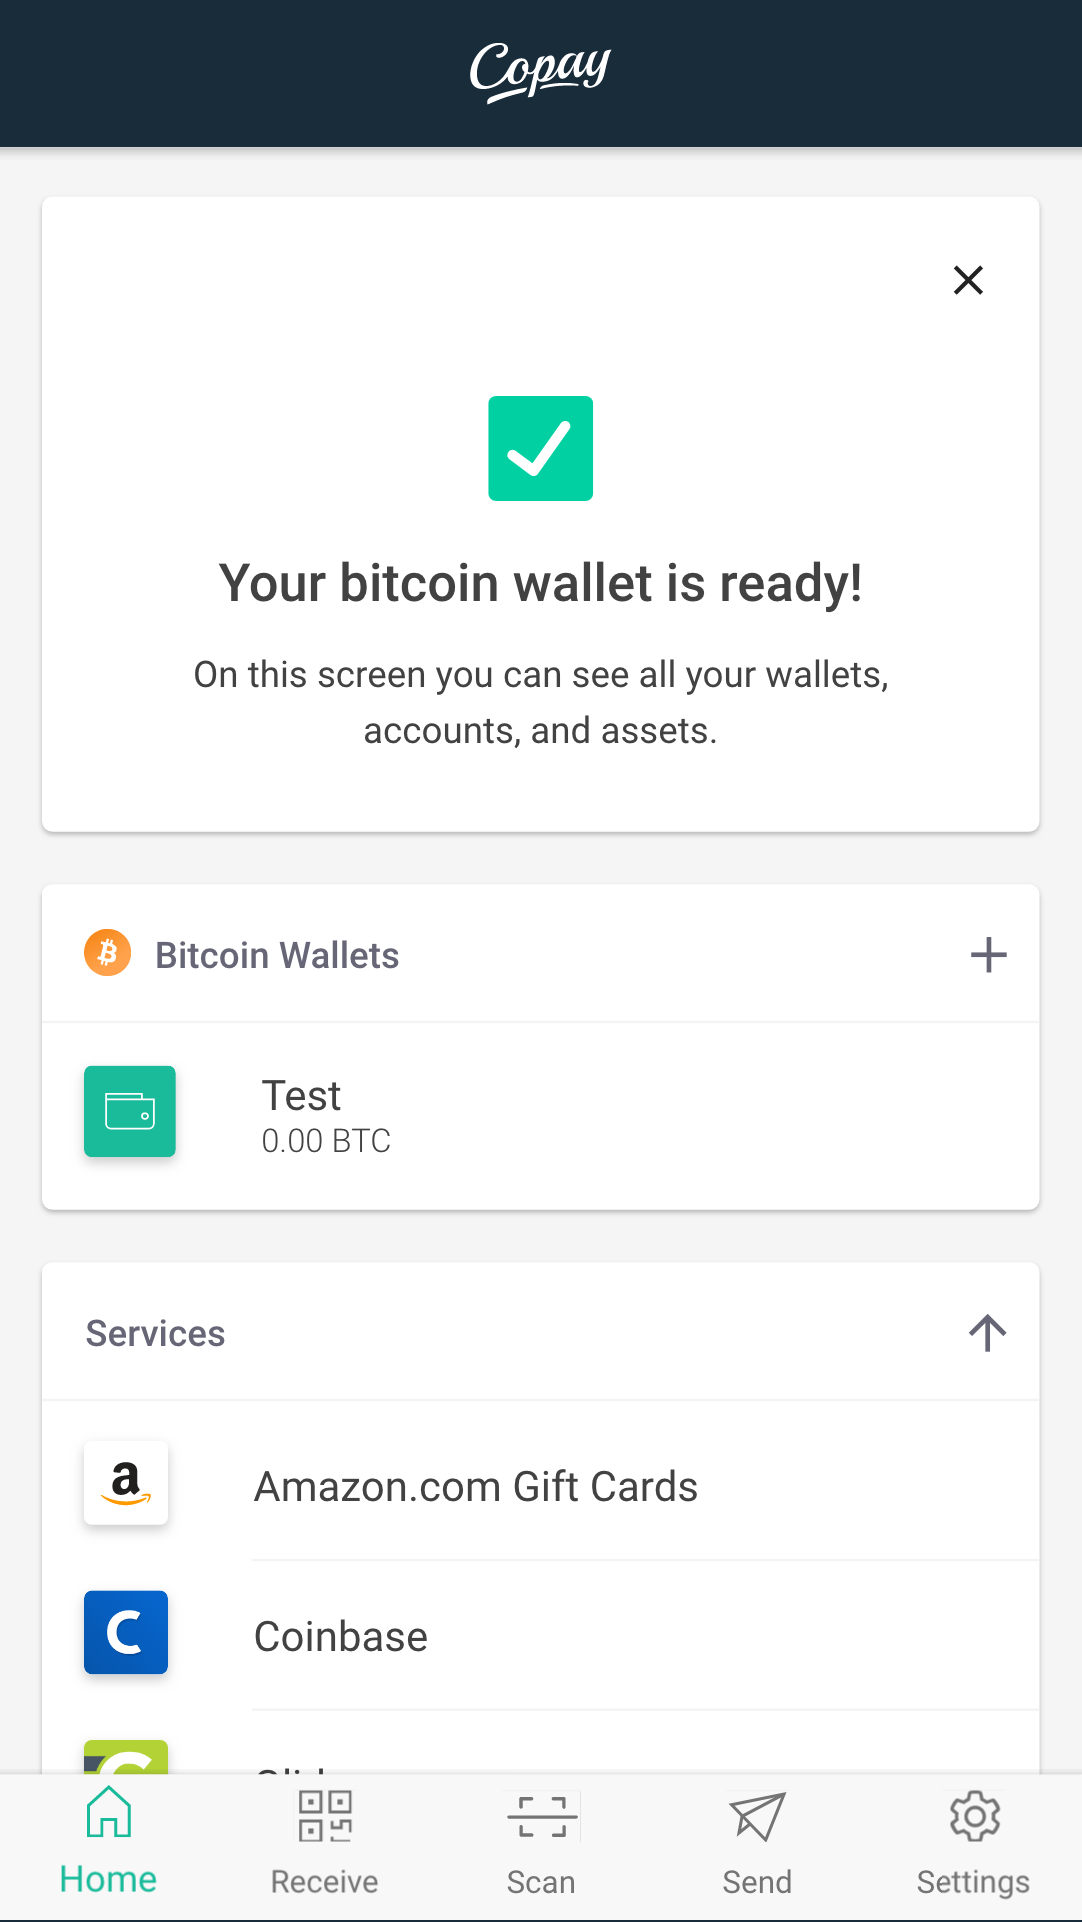 Copay
Your bitcoin wallet is ready!
On this screen you can see all your wallets,
accounts, and assets.
Bitcoin Wallets
Test
0.00 BTC
Services
Amazon.com Gift Cards
Coinbase
Home
Receive
Scan
Send
Settings